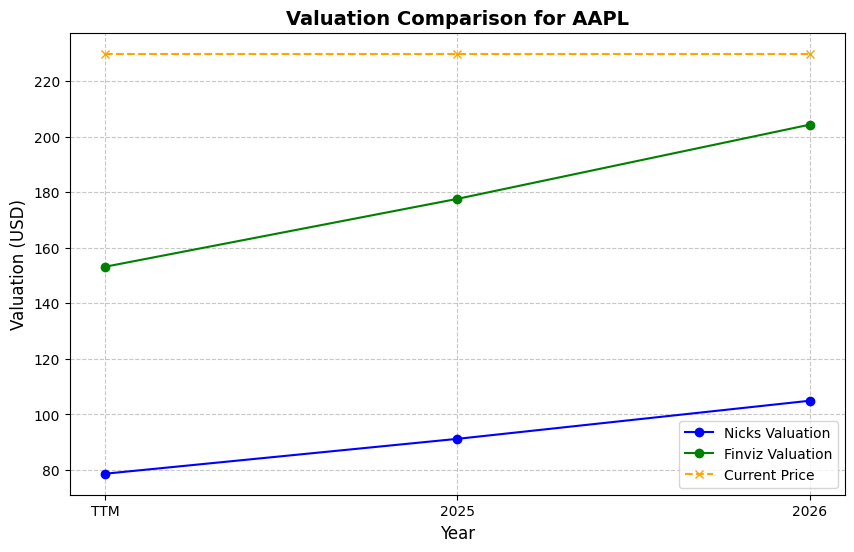 Valuation Comparison for AAPL
Valuation (USD)
220
200
180
160
140
120
100
80
TTM
2025
2026
Year
Nicks Valuation
Finviz Valuation
Current Price